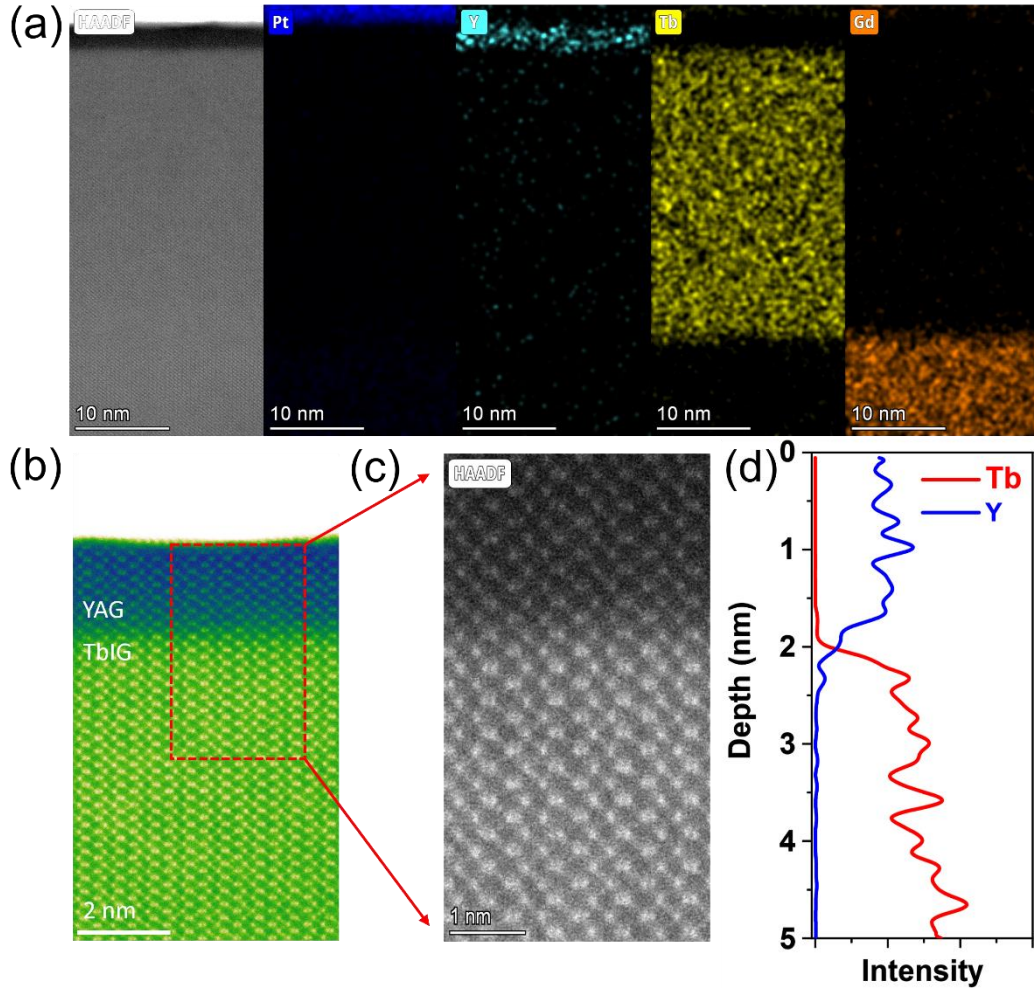 (a)
HAADF
Pt
Y
Tb
Gd
10 nm
10 nm
10 nm
10 nm
10 nm
(b)
YAG
TbIG
2 nm
(c)
HAADF
1 nm
(d)
Tb
Y
0
1
2
3
4
5
Depth (nm)
Intensity